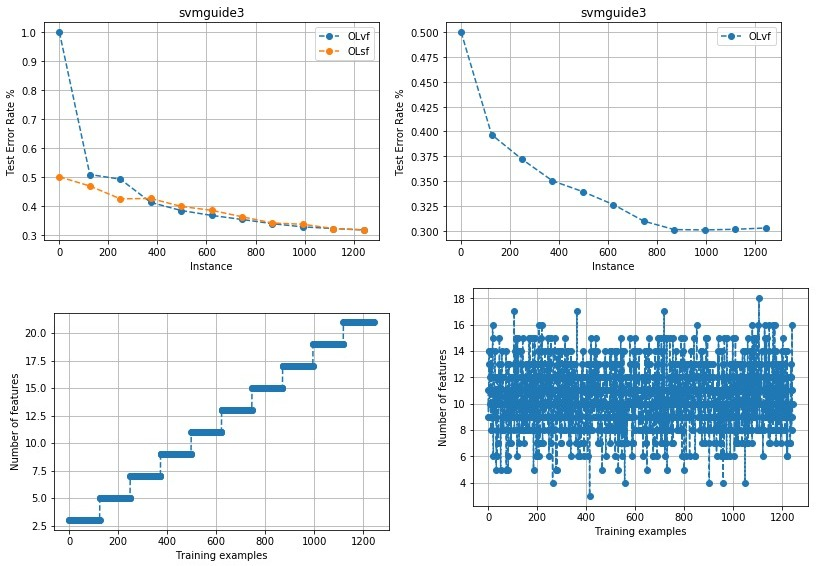 svmguide3
1.0
0.9
0.8
0.7
0.6
0.5
0.4
0.3
Test Error Rate %
OLvf
OLsf
0 200 400 600 800 1000 1200
Instance
svmguide3
0.500
0.475
0.450
0.425
0.400
0.375
0.350
0.325
0.300
Test Error Rate %
OLvf
0 200 400 600 800 1000 1200
Instance
20.0
17.5
15.0
12.5
10.0
7.5
5.0
2.5
Number of features
0 200 400 600 800 1000 1200
Training examples
18
16
14
12
10
8
6
4
Number of features
0 200 400 600 800 1000 1200
Training examples